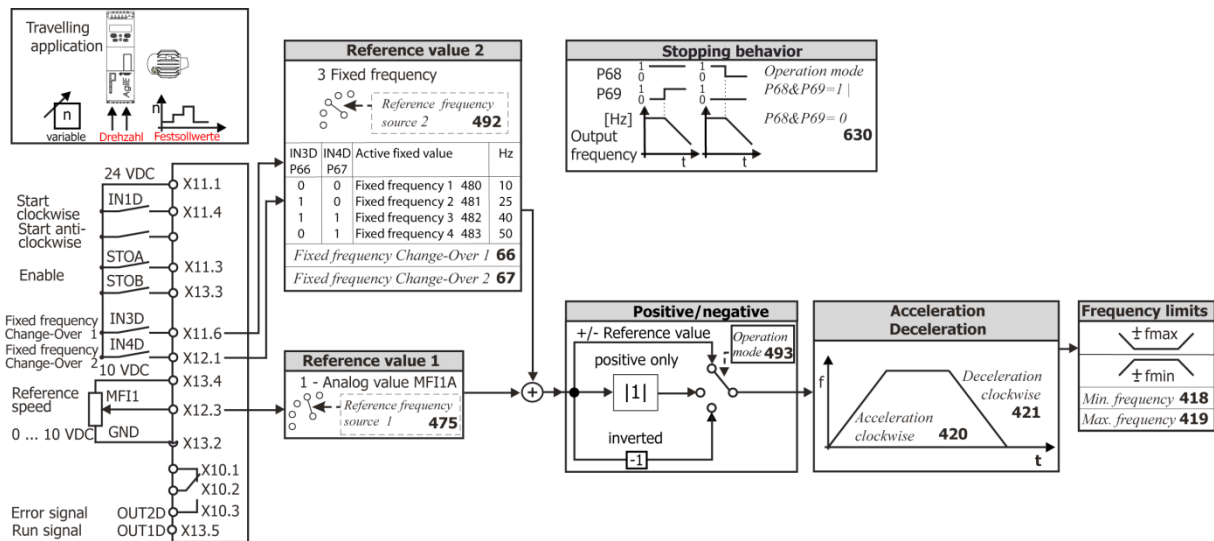 Travelling
application
AgilE
n
variable
Drehzahl
n
Festsollwerte
24 VDC
X11.1
Start
clockwise
IN1D
X11.4
Start anti-
clockwise
Enable
STOA
X11.3
STOB
X13.3
Fixed frequency
Change-Over 1
IN3D
X11.6
Fixed frequency
Change-Over 2
IN4D
X12.1
10 VDC
X13.4
Reference
speed
MFI1
X12.3
0 ... 10 VDC
GND
X13.2
X10.1
X10.2
Error signal OUT2D X10.3
Run signal OUT1D X13.5
Reference value 2
3 Fixed frequency
Reference frequency
source 2 492
IN3D IN4D Active fixed value Hz
P66 P67
0 0 Fixed frequency 1 480 10
1 0 Fixed frequency 2 481 25
1 1 Fixed frequency 3 482 40
0 1 Fixed frequency 4 483 50
Fixed frequency Change-Over 1 66
Fixed frequency Change-Over 2 67
Reference value 1
1 - Analog value MFI1A
Reference frequency
source 1 475
+
Stopping behavior
P68 1 0 1 0 Operation mode
P69 1 0 1 0 P68&P69=1 |
[Hz] P68&P69= 0
Output 630
frequency
t t
Positive/negative
+/- Reference value
Operation
mode 493
positive only
|1|
inverted
-1
Acceleration
Deceleration
f
Deceleration
clockwise
421
Acceleration
clockwise 420
t
Frequency limits
± fmax
± fmin
Min. frequency 418
Max. frequency 419